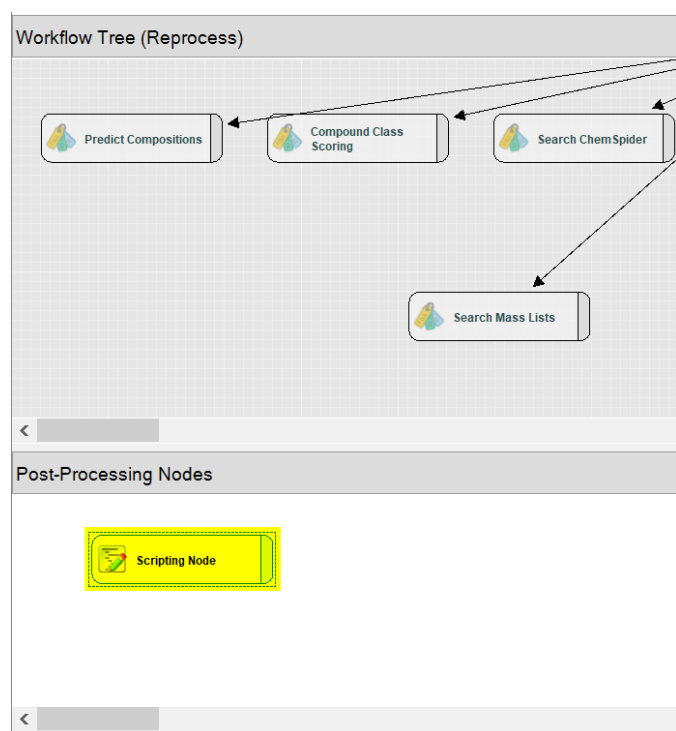 Workflow Tree (Reprocess)
Predict Compositions
Compound Class
Scoring
Search ChemSpider
Search Mass Lists
Post-Processing Nodes
Scripting Node